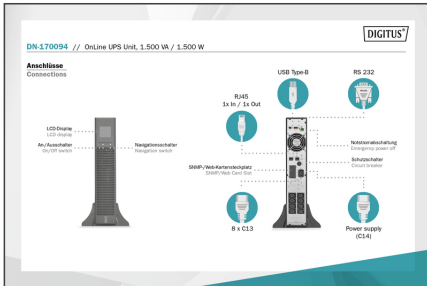 DIGITUS®
DN-170094 // OnLine UPS Unit, 1.500 VA / 1.500 W
Anschlüsse
Connections
USB Type-B
RS 232
RJ45
1x In / 1x Out
LCD-Display
LCD display
An/Ausschalter
On/Off switch
Navigationsschalter
Navigation switch
Notstromabschaltung
Emergency power off
Schutzschalter
Circuit breaker
SNMP-/Web-Kartensteckplatz
SNMP/Web Card Slot
8 x C13
Power supply
(C14)